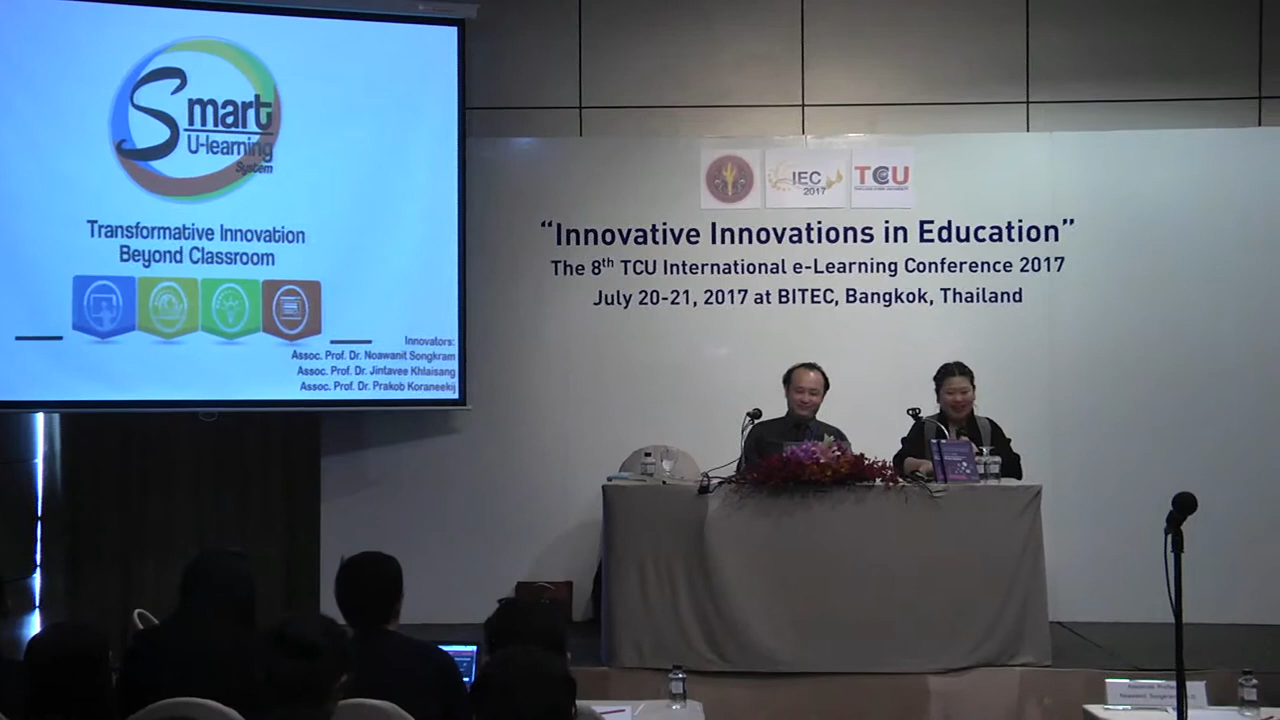 Smart
U-learning
System
Transformative Innovation
Beyond Classroom
Innovators:
Assoc. Prof. Dr. Noawanit Songkram
Assoc. Prof. Dr. Jintavee Khlaisang
Assoc. Prof. Dr. Prakob Koraneekij
IEC
2017
TCU
“Innovative Innovations in Education”
The 8th TCU International e-Learning Conference 2017
July 20-21, 2017 at BITEC, Bangkok, Thailand